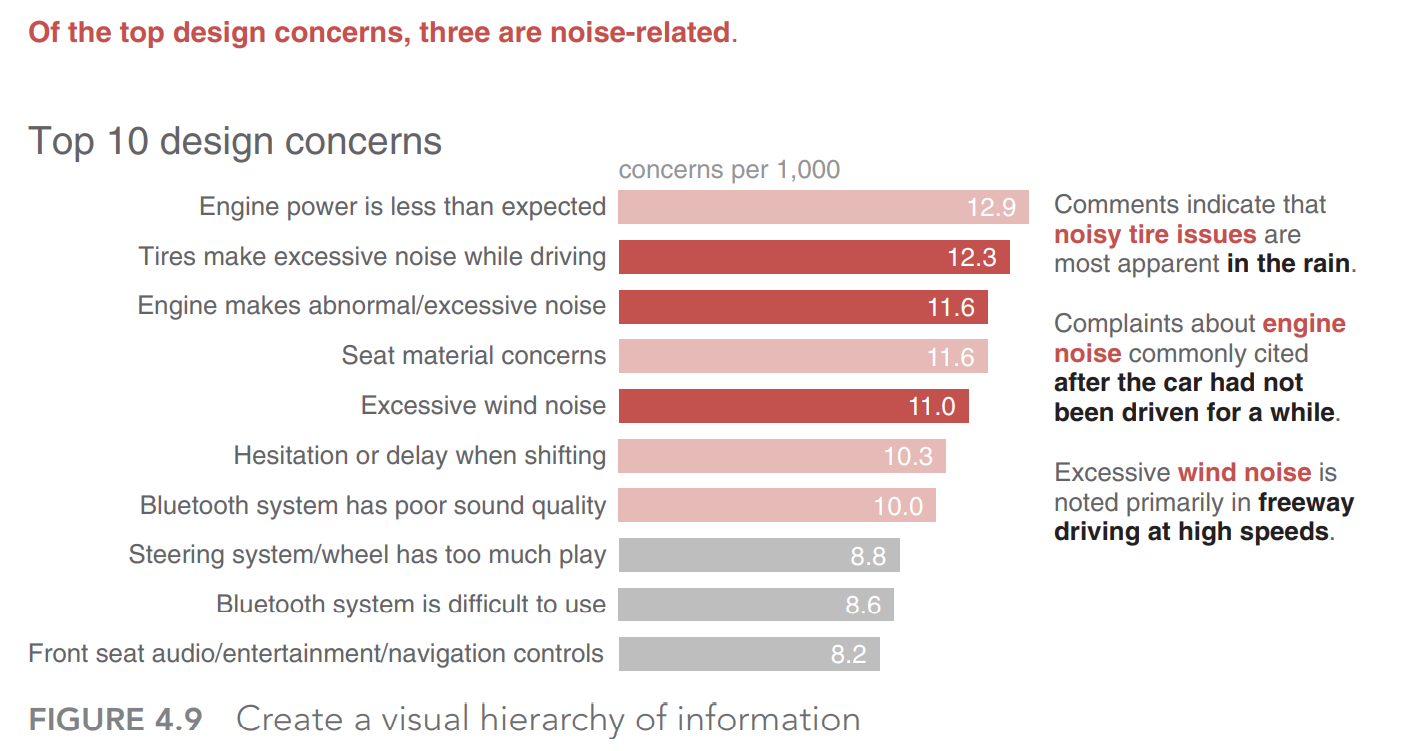 Of the top design concerns, three are noise-related.
Top 10 design concerns
concerns per 1,000
Engine power is less than expected 12.9
Tires make excessive noise while driving 12.3
Engine makes abnormal/excessive noise 11.6
Seat material concerns 11.6
Excessive wind noise 11.0
Hesitation or delay when shifting 10.3
Bluetooth system has poor sound quality 10.0
Steering system/wheel has too much play 8.8
Bluetooth system is difficult to use 8.6
Front seat audio/entertainment/navigation controls 8.2
Comments indicate that
noisy tire issues are
most apparent in the rain.
Complaints about engine
noise commonly cited
after the car had not
been driven for a while.
Excessive wind noise is
noted primarily in freeway
driving at high speeds.
FIGURE 4.9 Create a visual hierarchy of information